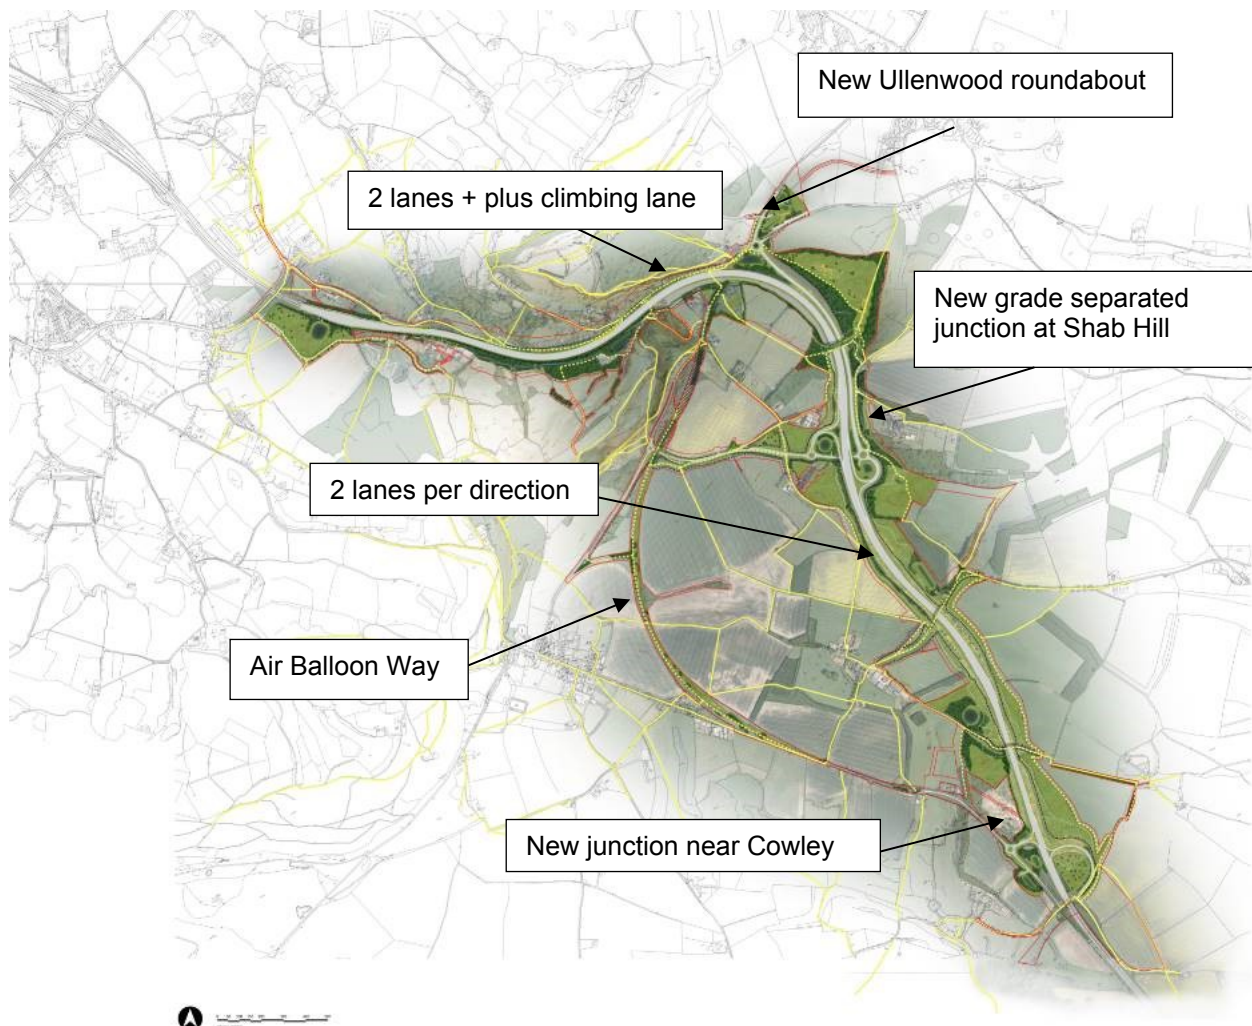 New Ullenwood roundabout
2 lanes + plus climbing lane
New grade separated
junction at Shab Hill
2 lanes per direction
Air Balloon Way
New junction near Cowley